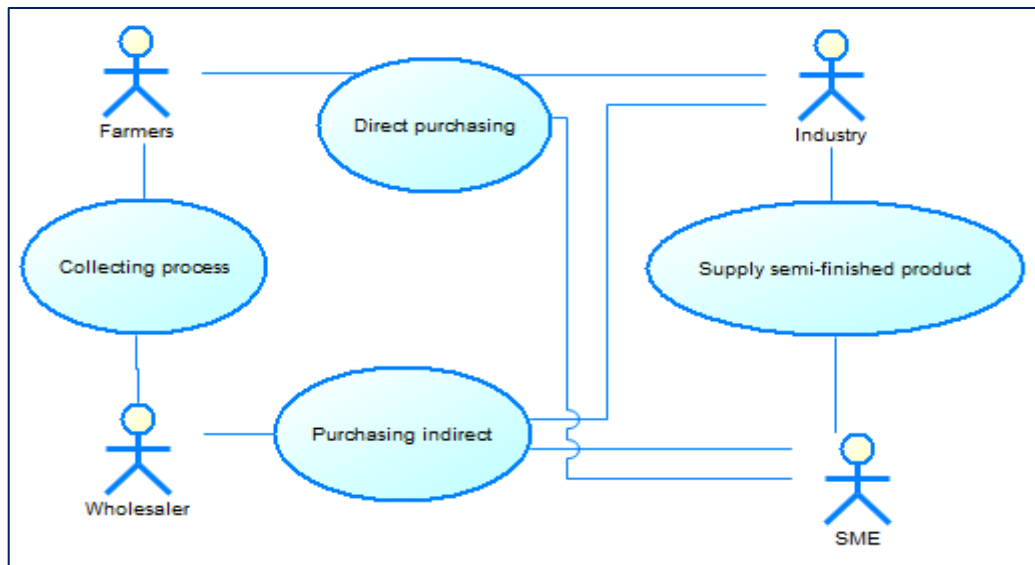 Farmers
Direct purchasing
Industry
Collecting process
Supply semi-finished product
Wholesaler
Purchasing indirect
SME